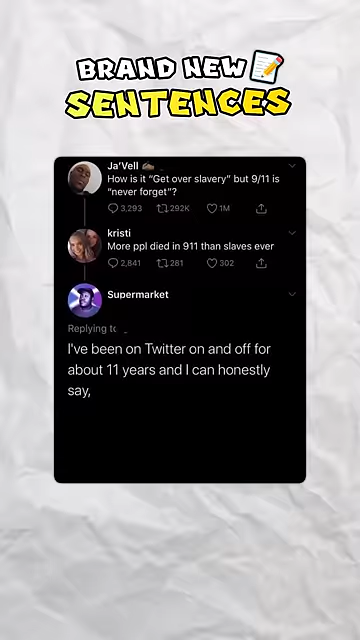 BRAND NEW
SENTENCES
Ja'Vell
How is it "Get over slavery" but 9/11 is
"never forget"?
3,293 292K 1M
kristi
More ppl died in 911 than slaves ever
2,841 281 302
Supermarket
Replying to
I've been on Twitter on and off for
about 11 years and I can honestly
say,